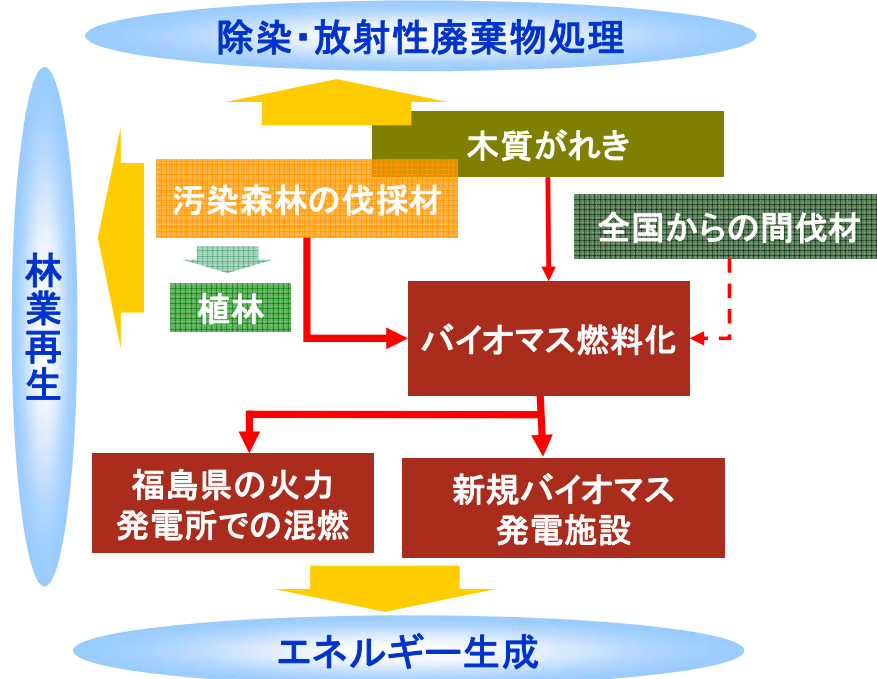 除染・放射性廃棄物処理
木質がれき
汚染森林の伐採材
全国からの間伐材
林業再生
植林
バイオマス燃料化
福島県の火力
発電所での混燃
新規バイオマス
発電施設
エネルギー生成